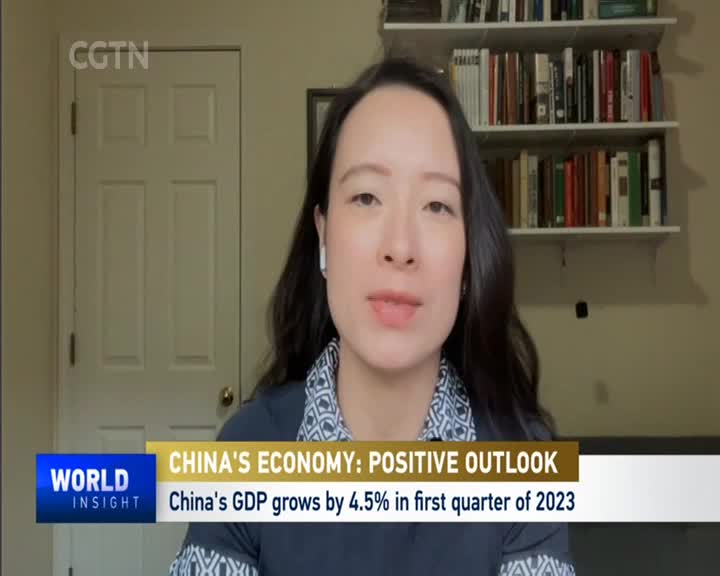 CGTN
CHINA'S ECONOMY: POSITIVE OUTLOOK
WORLD
INSIGHT
China's GDP grows by 4.5% in first quarter of 2023